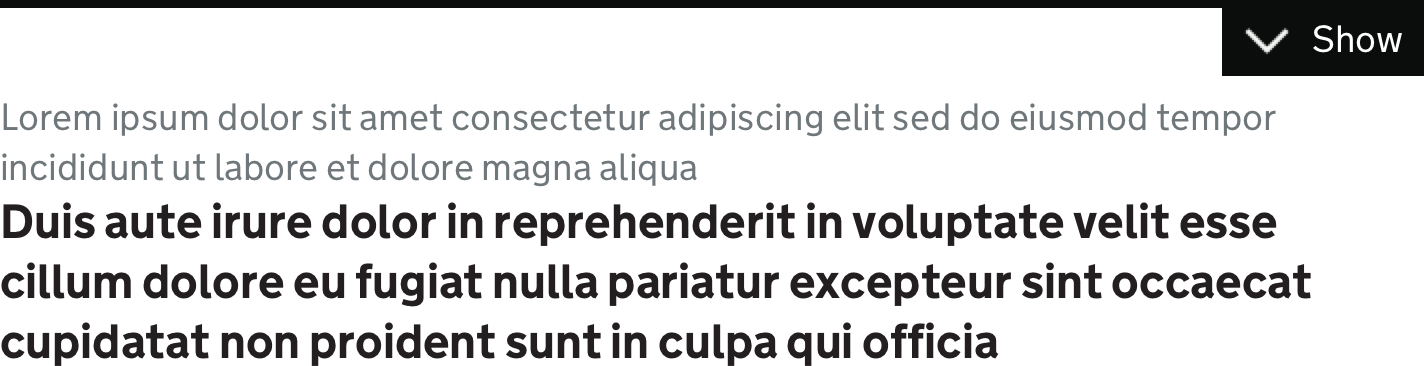 Show
Lorem ipsum dolor sit amet consectetur adipiscing elit sed do eiusmod tempor
incididunt ut labore et dolore magna aliqua
Duis aute irure dolor in reprehenderit in voluptate velit esse
cillum dolore eu fugiat nulla pariatur excepteur sint occaecat
cupidatat non proident sunt in culpa qui officia